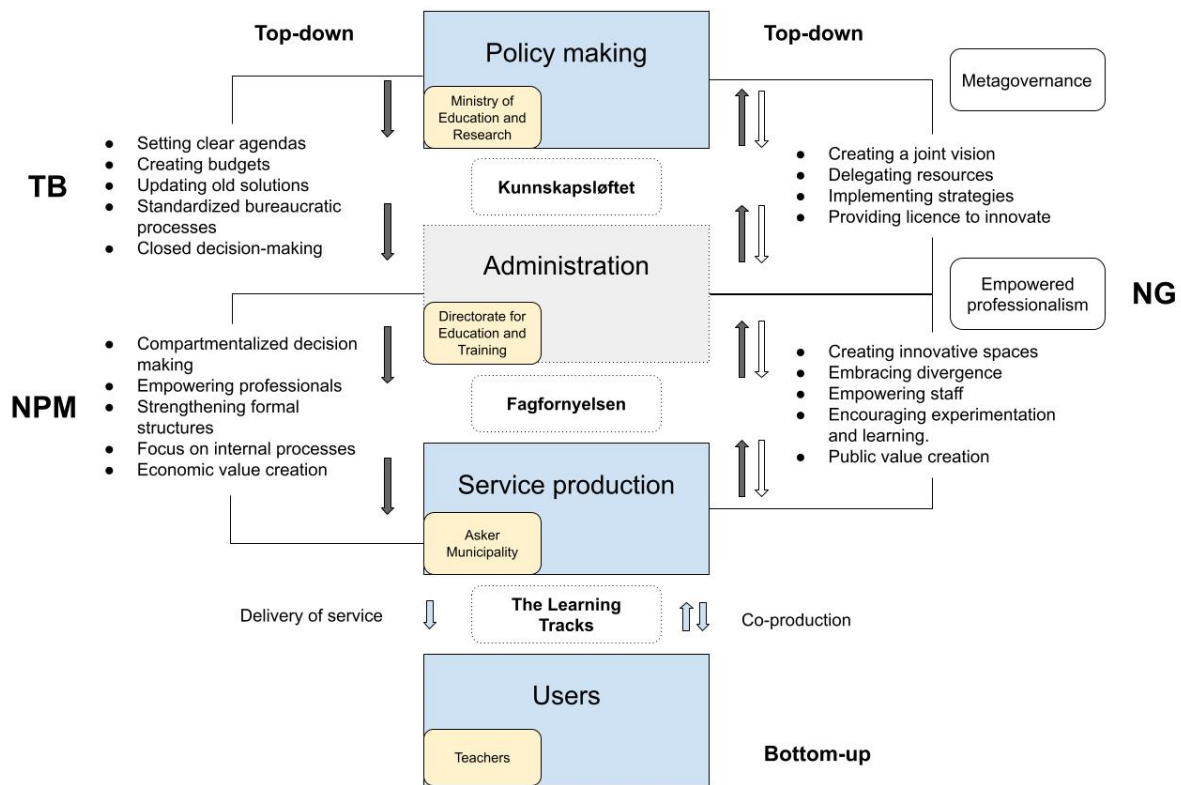 Top-down
Policy making
Top-down
Ministry of
Education and
Research
Metagovernance
TB
● Setting clear agendas
● Creating budgets
● Updating old solutions
● Standardized bureaucratic
processes
● Closed decision-making
Kunnskapsløftet
● Creating a joint vision
● Delegating resources
● Implementing strategies
● Providing licence to innovate
Administration
Directorate for
Education and
Training
Empowered
professionalism
NG
NPM
● Compartmentalized decision
making
● Empowering professionals
● Strengthening formal
structures
● Focus on internal processes
● Economic value creation
Fagfornyelsen
● Creating innovative spaces
● Embracing divergence
● Empowering staff
● Encouraging experimentation
and learning.
● Public value creation
Service production
Asker
Municipality
Delivery of service
The Learning
Tracks
Co-production
Users
Teachers
Bottom-up